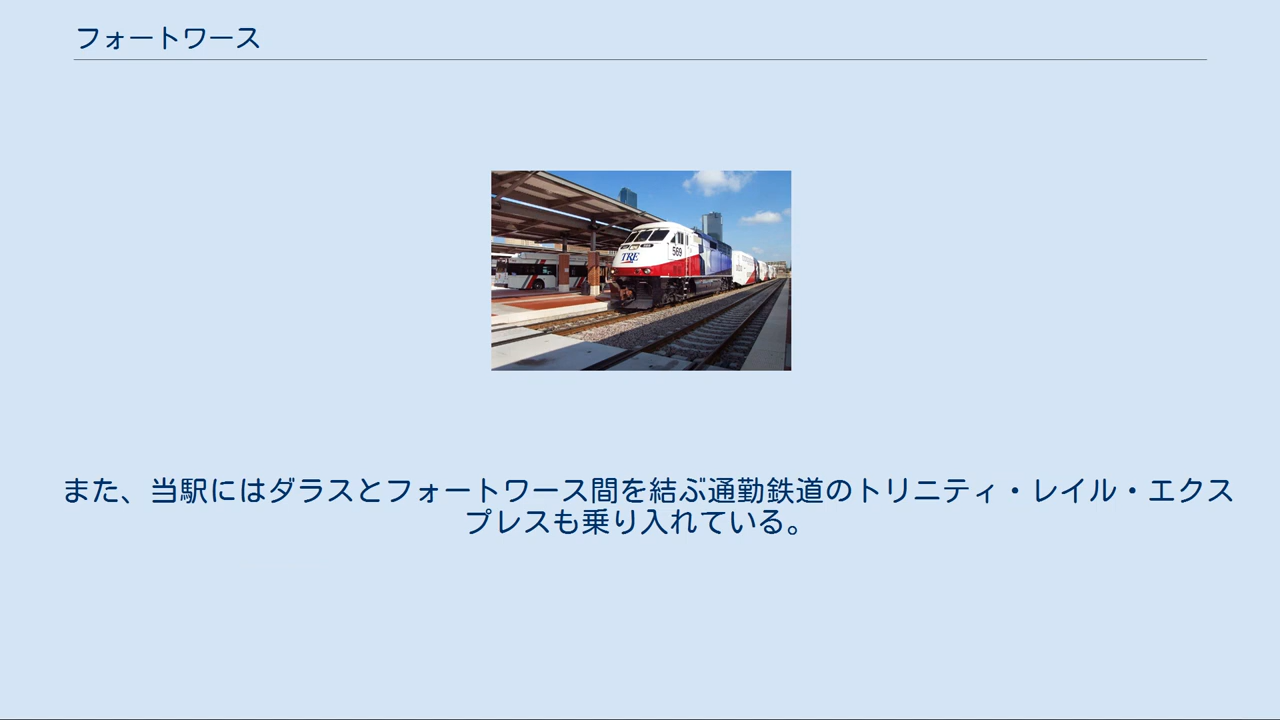 フォートワース
TRE
569
また、当駅にはダラスとフォートワース間を結ぶ通勤鉄道のトリニティ・レイル・エクス
プレスも乗り入れている。